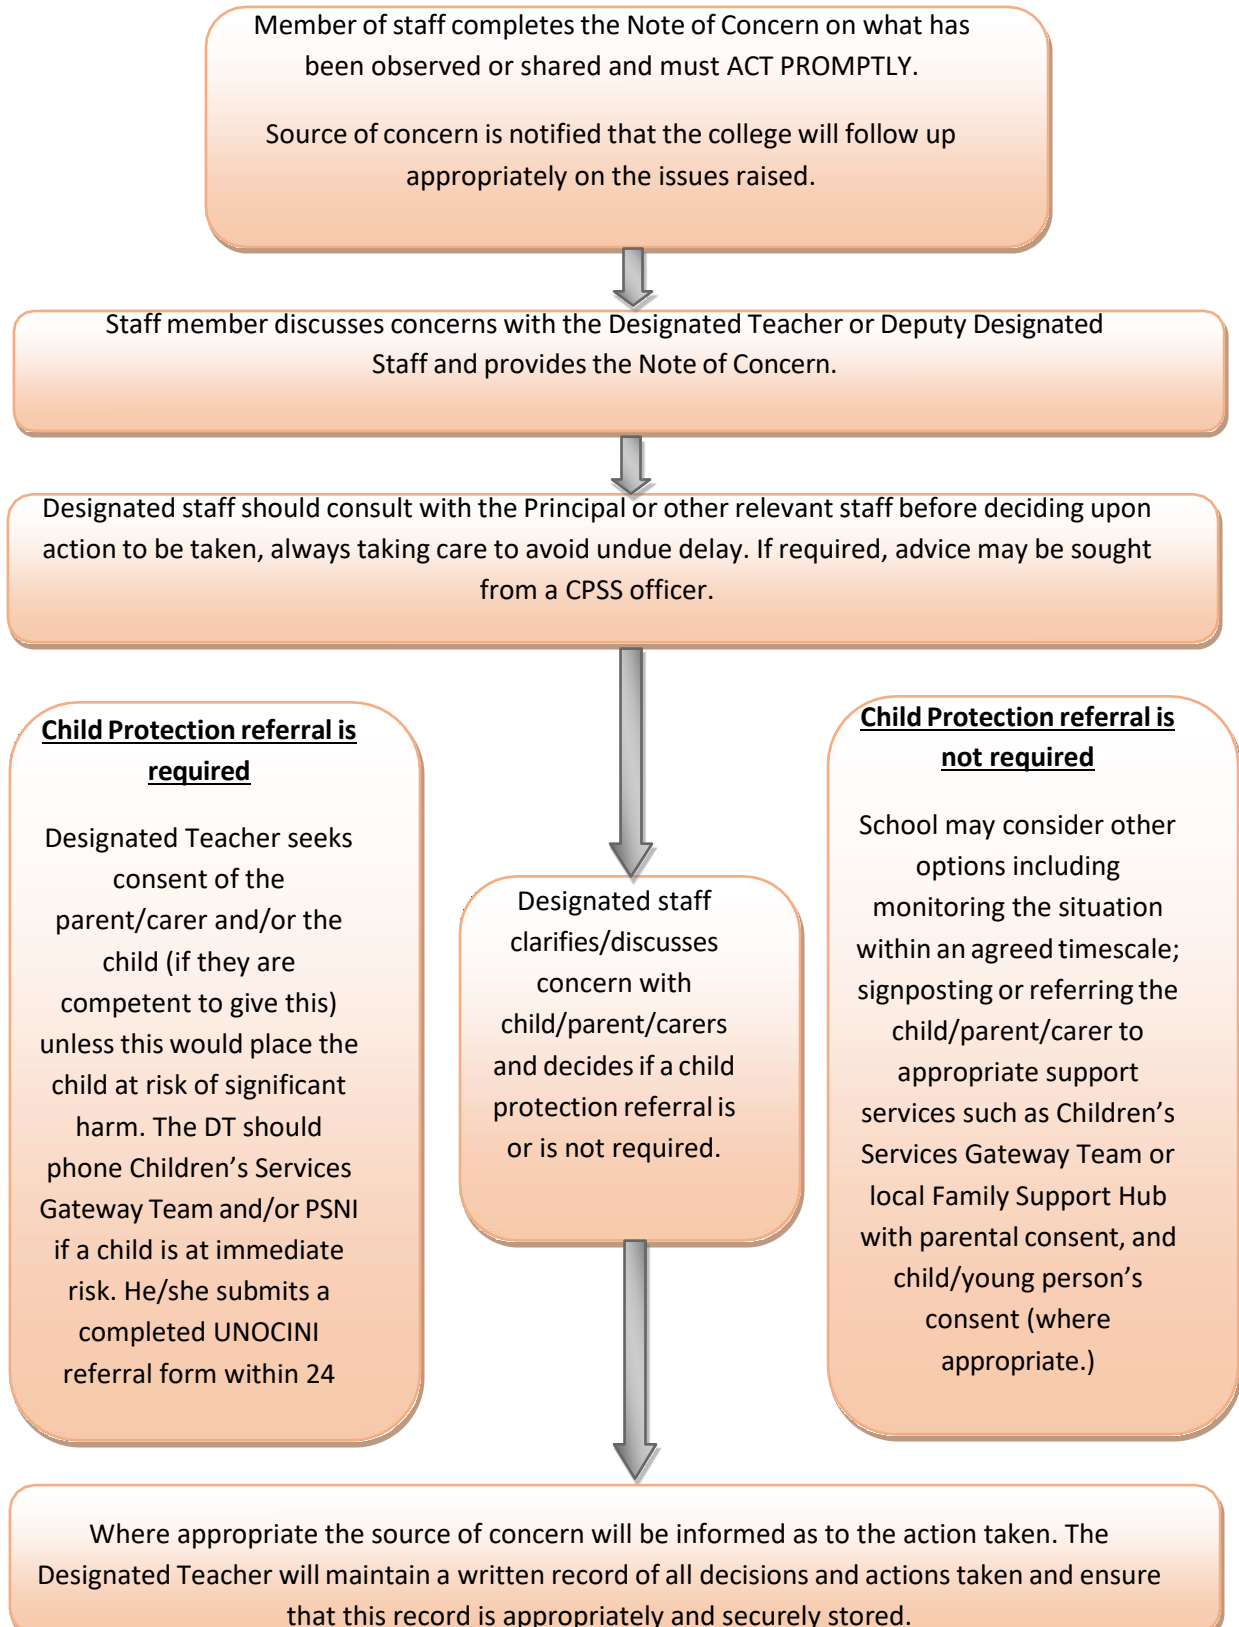 Member of staff completes the Note of Concern on what has
been observed or shared and must ACT PROMPTLY.
Source of concern is notified that the college will follow up
appropriately on the issues raised.
Staff member discusses concerns with the Designated Teacher or Deputy Designated
Staff and provides the Note of Concern.
Designated staff should consult with the Principal or other relevant staff before deciding upon
action to be taken, always taking care to avoid undue delay. If required, advice may be sought
from a CPSS officer.
Child Protection referral is
required
Designated Teacher seeks
consent of the
parent/carer and/or the
child (if they are
competent to give this)
unless this would place the
child at risk of significant
harm. The DT should
phone Children’s Services
Gateway Team and/or PSNI
if a child is at immediate
risk. He/she submits a
completed UNOCINI
referral form within 24
Designated staff
clarifies/discusses
concern with
child/parent/carers
and decides if a child
protection referral is
or is not required.
Child Protection referral is
not required
School may consider other
options including
monitoring the situation
within an agreed timescale;
signposting or referring the
child/parent/carer to
appropriate support
services such as Children’s
Services Gateway Team or
local Family Support Hub
with parental consent, and
child/young person’s
consent (where
appropriate.)
Where appropriate the source of concern will be informed as to the action taken. The
Designated Teacher will maintain a written record of all decisions and actions taken and ensure
that this record is appropriately and securely stored.